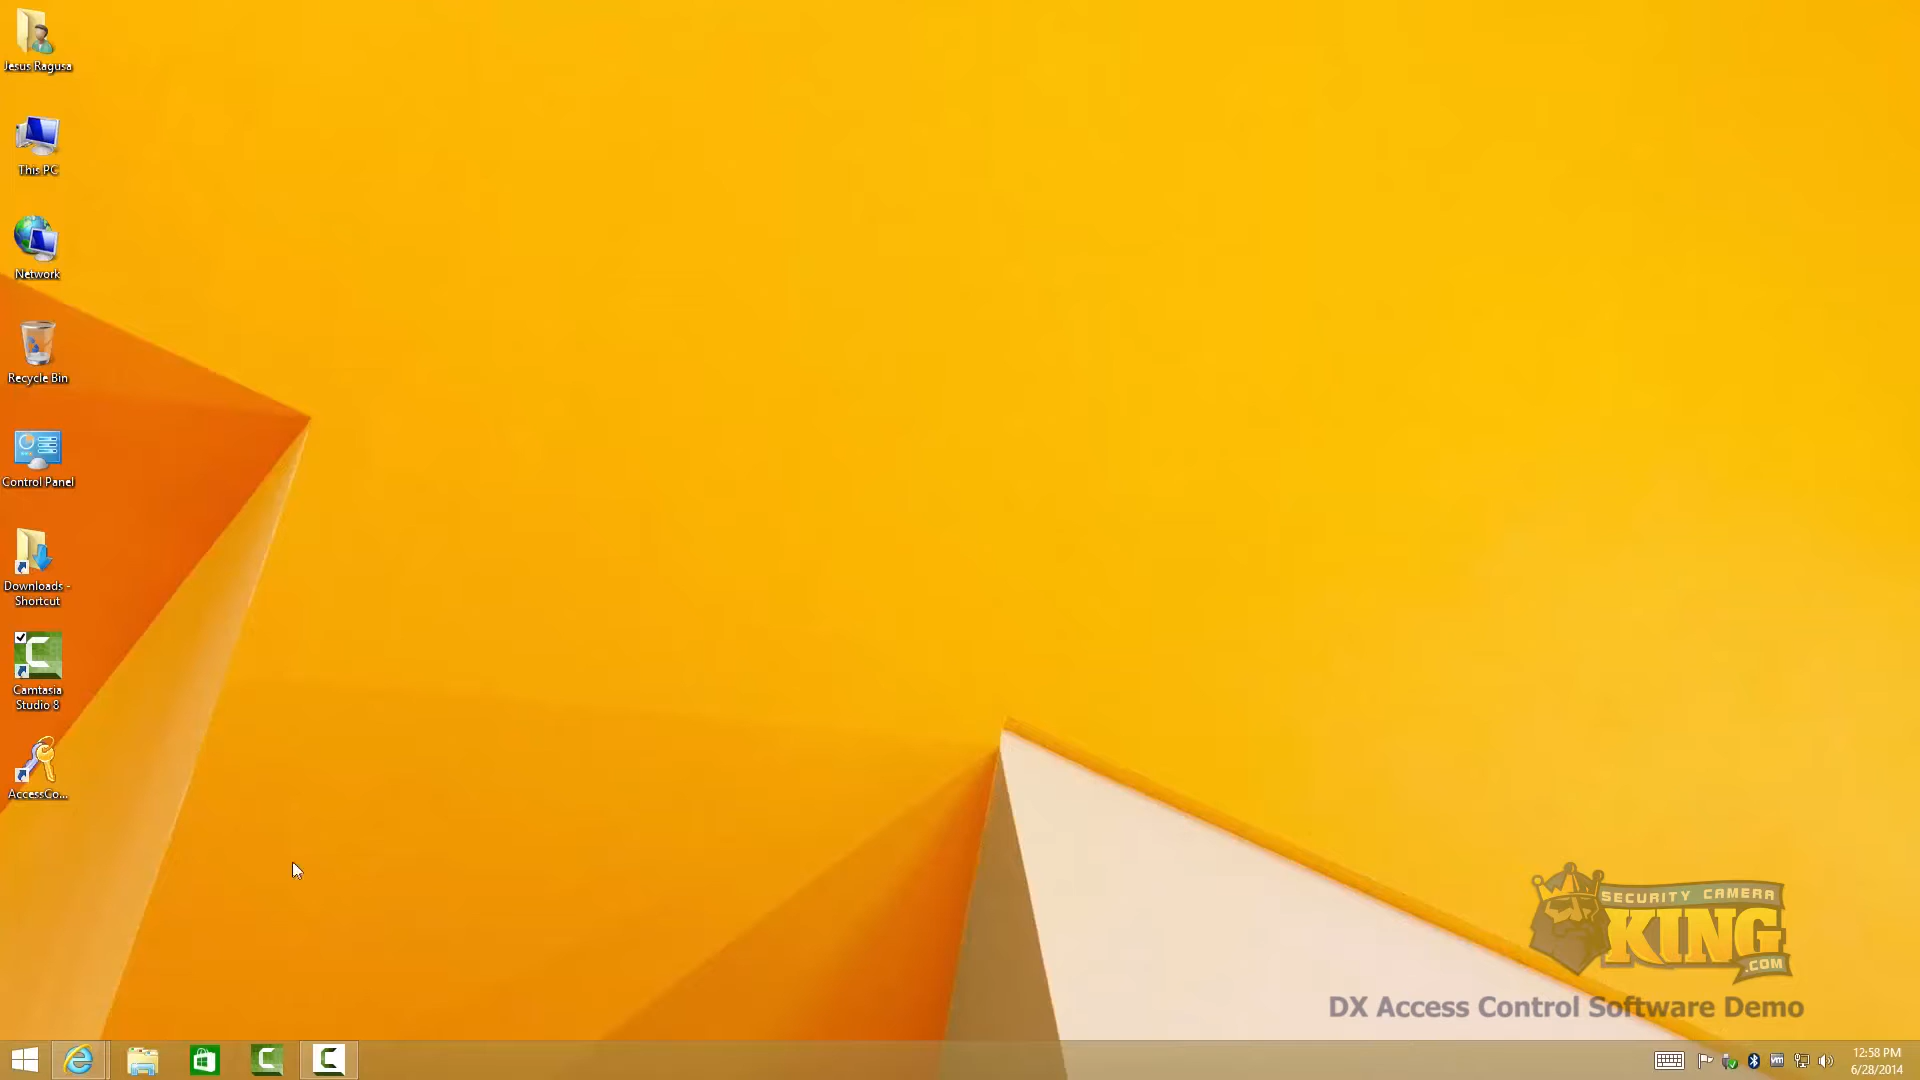 Jesus Ragusa
This PC
Network
Recycle Bin
Control Panel
Downloads -
Shortcut
Camtasia
Studio 8
AccessCo...
SECURITY CAMERA
KING
.COM
DX Access Control Software Demo
12:58 PM
6/28/2014